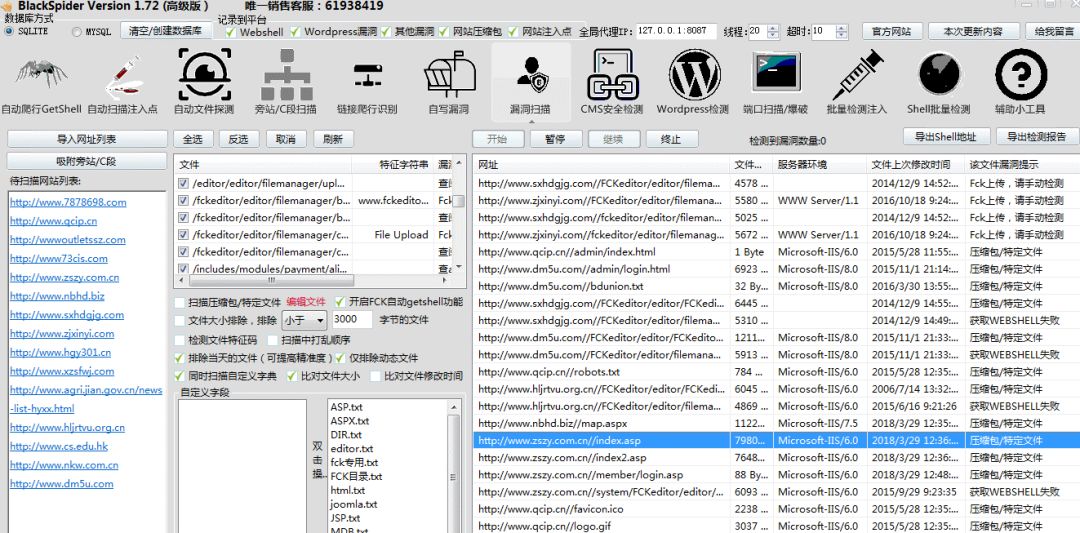 BlackSpider Version 1.72 (高级版) 唯一销售客服：61938419
数据库方式 记录到平台
SQLITE MYSQL 清空/创建数据库 Webshell Wordpress漏洞 其他漏洞 网站压缩包 网站注入点 全局代理IP: 127.0.0.1:8087 线程: 20 超时: 10 官方网站 本次更新内容 给我留言
自动爬行GetShell 自动扫描注入点 自动文件探测 旁站/C段扫描 链接爬行识别 自写漏洞 漏洞扫描 CMS安全检测 Wordpress检测 端口扫描/爆破 批量检测注入 Shell批量检测 辅助小工具
导入网址列表 全选 反选 取消 刷新 开始 暂停 继续 终止 检测到漏洞数量:0 导出Shell地址 导出检测报告
吸附旁站/C段
待扫描网站列表:
http://www.7878698.com
http://www.qcip.cn
http://wwwoutletssz.com
http://www73cis.com
http://www.zszy.com.cn
http://www.nbhd.biz
http://www.sxhdgjg.com
http://www.zjxinyi.com
http://www.hgy301.cn
http://www.xzsfwj.com
http://www.agri.jian.gov.cn/news
-list-hyxx.html
http://www.hljrtvu.org.cn
http://www.cs.edu.hk
http://www.nkw.com.cn
http://www.dm5u.com
文件 特征字符串
/editor/editor/filemanager/upl...
/fckeditor/editor/filemanager/b... www.fckedito... Fck
/fckeditor/editor/filemanager/b...
/fckeditor/editor/filemanager/c... File Upload Fck
/fckeditor/editor/filemanager/c...
/includes/modules/payment/ali...
扫描压缩包/特定文件 编辑文件 开启FCK自动getshell功能
文件大小排除，排除 小于 3000 字节的文件
检测文件特征码 扫描中打乱顺序
排除当天的文件（可提高精准度） 仅排除动态文件
同时扫描自定义字典 比对文件大小 比对文件修改时间
自定义字段
双击插..
ASP.txt
ASPX.txt
DIR.txt
editor.txt
fck专用.txt
FCK目录.txt
html.txt
joomla.txt
JSP.txt
MDB.txt
网址 文件... 服务器环境 文件上次修改时间 该文件漏洞提示
http://www.sxhdgjg.com//FCKeditor/editor/filema... 4578 ... 2014/12/9 14:52:... Fck上传，请手动检测
http://www.zjxinyi.com//FCKeditor/editor/filemana... 5580 ... WWW Server/1.1 2016/10/18 9:24:... Fck上传，请手动检测
http://www.sxhdgjg.com//fckeditor/editor/filema... 5025 ... 2014/12/9 14:52:... Fck上传，请手动检测
http://www.zjxinyi.com//fckeditor/editor/filemanag... 5672 ... WWW Server/1.1 2016/10/18 9:24:... Fck上传，请手动检测
http://www.qcip.cn//admin/index.html 1 Byte Microsoft-IIS/6.0 2015/5/28 11:55:... 压缩包/特定文件
http://www.dm5u.com//admin/login.html 6923 ... Microsoft-IIS/8.0 2015/11/1 21:14:... 压缩包/特定文件
http://www.dm5u.com//bdunion.txt 32 By... Microsoft-IIS/8.0 2016/3/30 13:55:... 压缩包/特定文件
http://www.sxhdgjg.com//FCKeditor/editor/filema... 6445 ... 2014/12/9 14:55:... 压缩包/特定文件
http://www.sxhdgjg.com//FCKeditor/editor/filema... 5310 ... 2014/12/9 14:49:... 获取WEBSHELL失败
http://www.dm5u.com//FCKeditor/editor/FCKedito... 1211... Microsoft-IIS/8.0 2015/11/1 21:33:... 压缩包/特定文件
http://www.dm5u.com//FCKeditor/editor/filemana... 3591... Microsoft-IIS/8.0 2015/11/1 21:33:... 获取WEBSHELL失败
http://www.qcip.cn//robots.txt 784 ... Microsoft-IIS/6.0 2015/5/28 12:35:... 压缩包/特定文件
http://www.hljrtvu.org.cn//FCKeditor/editor/FCKe... 6045 ... Microsoft-IIS/6.0 2006/7/14 13:32:... 压缩包/特定文件
http://www.hljrtvu.org.cn//FCKeditor/editor/filema... 4869 ... Microsoft-IIS/6.0 2015/6/16 9:21:26 获取WEBSHELL失败
http://www.nbhd.biz//map.aspx 1122... Microsoft-IIS/7.5 2015/11/1 13:33:... 压缩包/特定文件
http://www.zszy.com.cn//index.asp 7980... Microsoft-IIS/6.0 2018/3/29 12:36:... 压缩包/特定文件
http://www.zszy.com.cn//index2.asp 7648... Microsoft-IIS/6.0 2018/3/29 12:36:... 压缩包/特定文件
http://www.zszy.com.cn//member/login.asp 88 By... Microsoft-IIS/6.0 2018/3/29 12:48:... 压缩包/特定文件
http://www.zszy.com.cn//system/FCKeditor/editor/... 6093 ... Microsoft-IIS/6.0 2015/9/29 9:23:35 获取WEBSHELL失败
http://www.qcip.cn//favicon.ico 2238 ... Microsoft-IIS/6.0 2015/5/28 12:35:... 压缩包/特定文件
http://www.qcip.cn//logo.gif 3037 ... Microsoft-IIS/6.0 2015/5/28 12:35:... 压缩包/特定文件